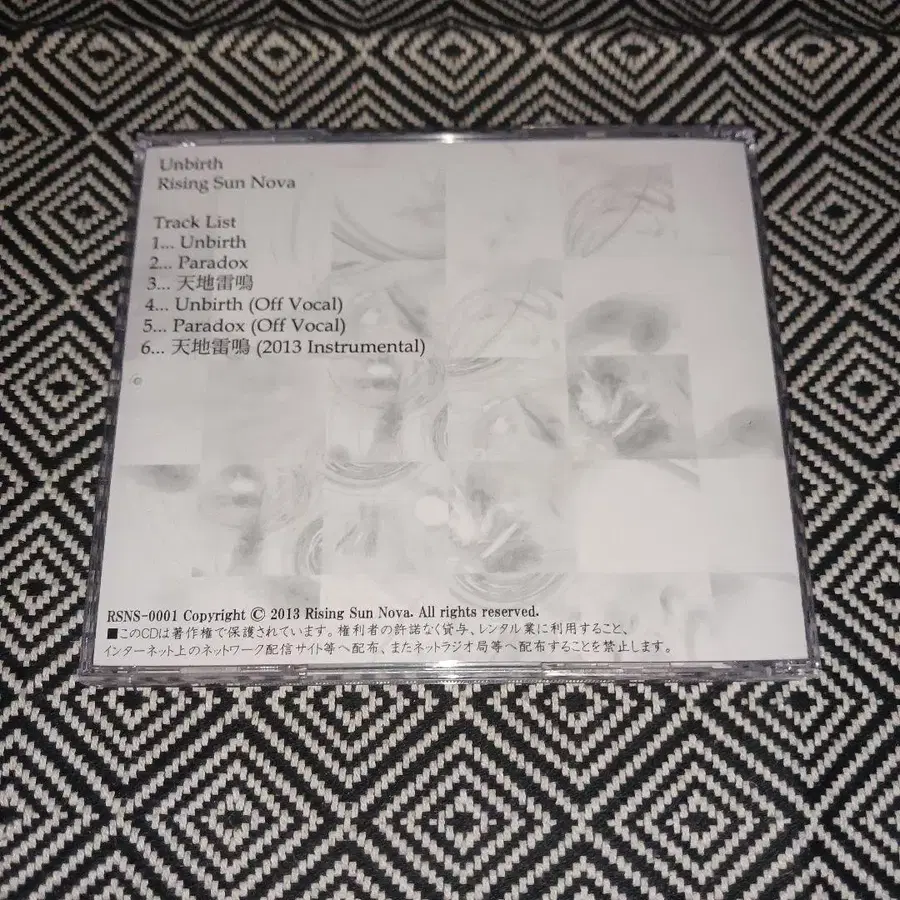 Unbirth
Rising Sun Nova
Track List
1... Unbirth
2... Paradox
3... 天地雷鳴
4... Unbirth (Off Vocal)
5... Paradox (Off Vocal)
6... 天地雷鳴 (2013 Instrumental)
RSNS-0001 Copyright © 2013 Rising Sun Nova. All rights reserved.
■このCDは著作権で保護されています。権利者の許諾なく貸与、レンタル業に利用すること、
インターネット上のネットワーク配信サイト等へ配布、またネットラジオ局等へ配布することを禁止します。